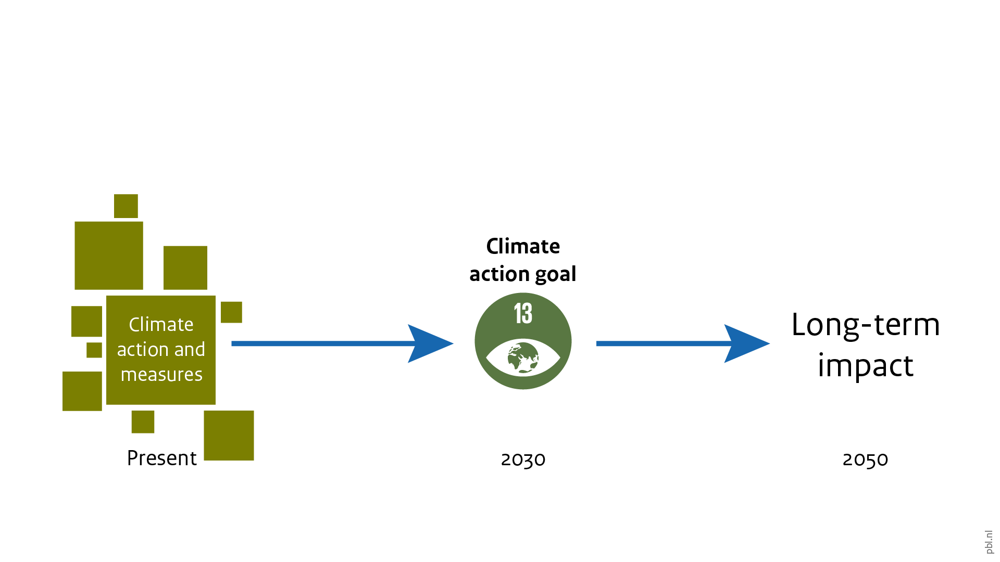 Climate
action and
measures
Present
Climate
action goal
13
2030
Long-term
impact
2050
pbl.nl